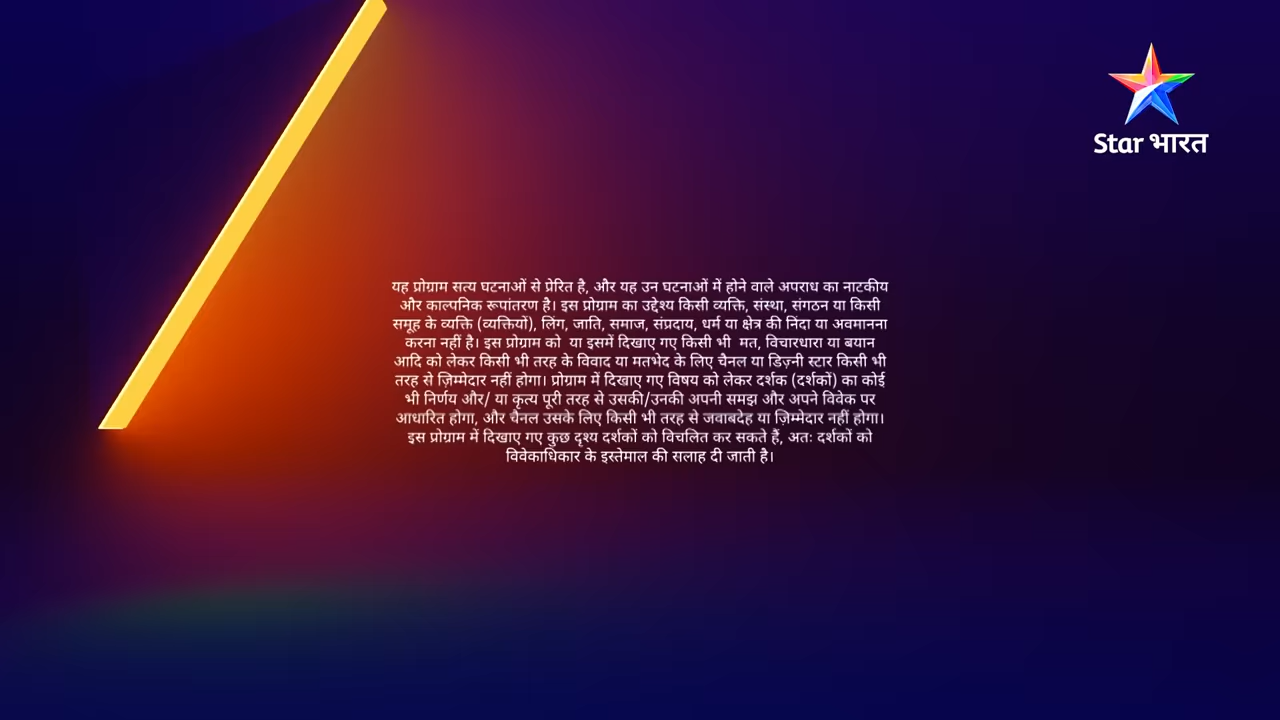 Star भारत
यह प्रोग्राम सत्य घटनाओं से प्रेरित है, और यह उन घटनाओं में होने वाले अपराध का नाटकीय
और काल्पनिक रूपांतरण है। इस प्रोग्राम का उद्देश्य किसी व्यक्ति, संस्था, संगठन या किसी
समूह के व्यक्ति (व्यक्तियों), लिंग, जाति, समाज, संप्रदाय, धर्म या क्षेत्र की निंदा या अवमानना
करना नहीं है। इस प्रोग्राम को  या इसमें दिखाए गए किसी भी  मत, विचारधारा या बयान
आदि को लेकर किसी भी तरह के विवाद या मतभेद के लिए चैनल या डिज़्नी स्टार किसी भी
तरह से ज़िम्मेदार नहीं होगा। प्रोग्राम में दिखाए गए विषय को लेकर दर्शक (दर्शकों) का कोई
भी निर्णय और/ या कृत्य पूरी तरह से उसकी/उनकी अपनी समझ और अपने विवेक पर
आधारित होगा, और चैनल उसके लिए किसी भी तरह से जवाबदेह या ज़िम्मेदार नहीं होगा।
इस प्रोग्राम में दिखाए गए कुछ दृश्य दर्शकों को विचलित कर सकते हैं, अतः दर्शकों को
विवेकाधिकार के इस्तेमाल की सलाह दी जाती है।